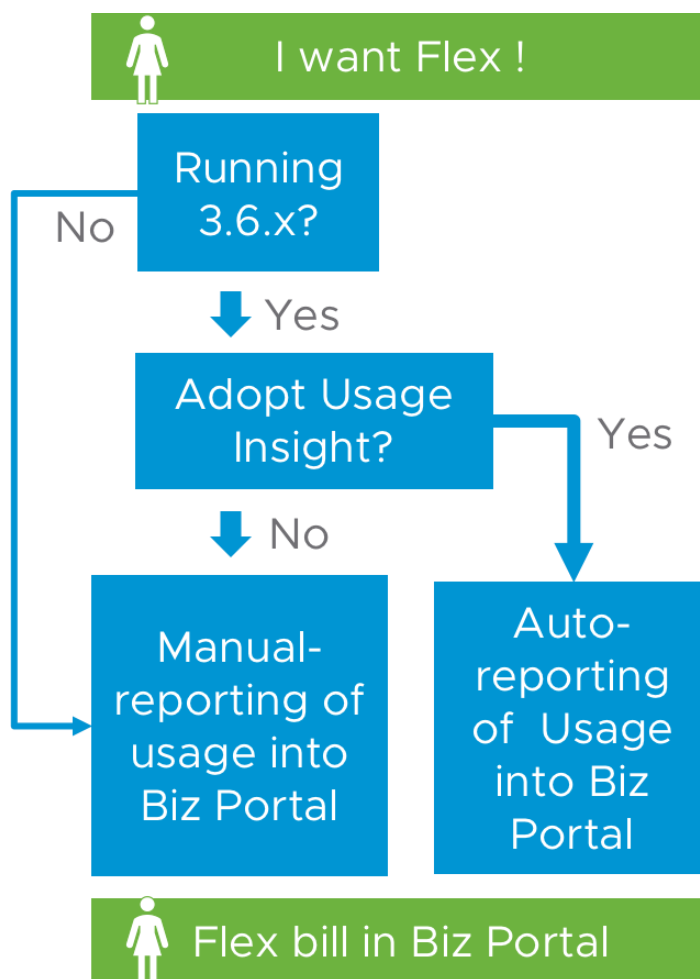 I want Flex !
Running
3.6.x?
No
Yes
Adopt Usage
Insight?
Yes
No
Manual-
reporting of
usage into
Biz Portal
Auto-
reporting
of Usage
into Biz
Portal
Flex bill in Biz Portal